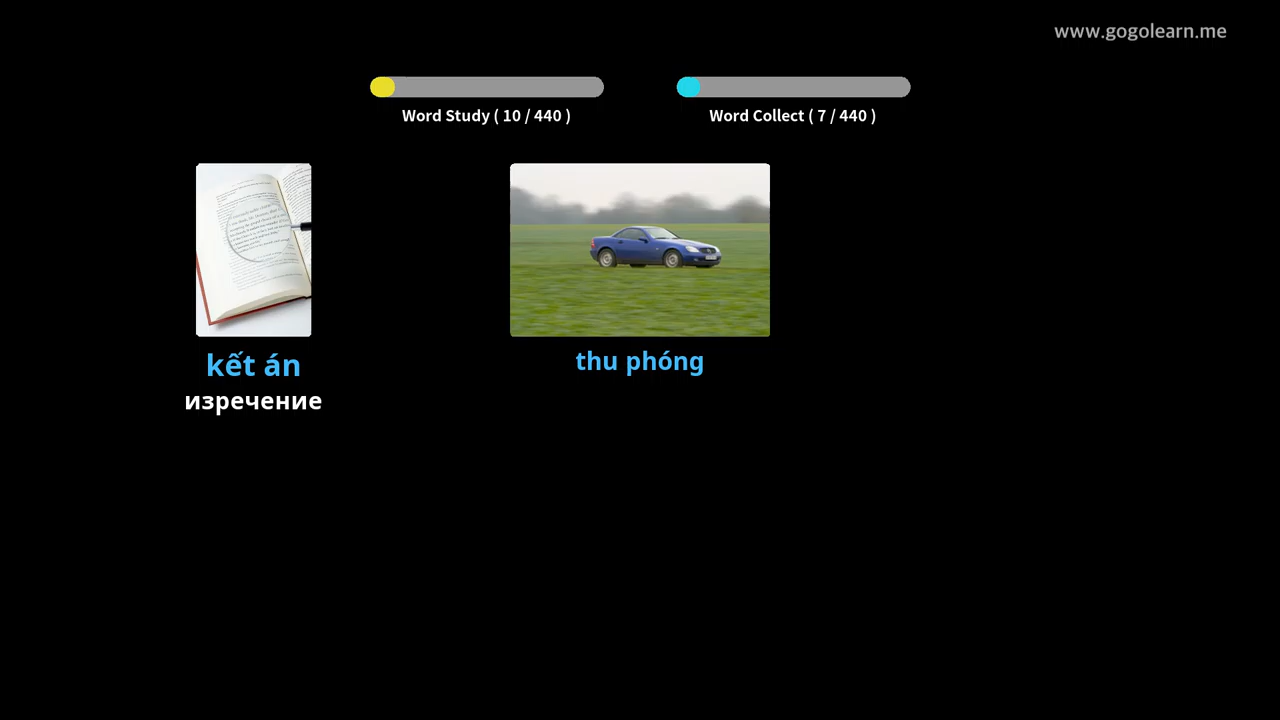 www.gogolearn.me
Word Study ( 10 / 440 )
Word Collect ( 7 / 440 )
kết án
изречение
thu phóng